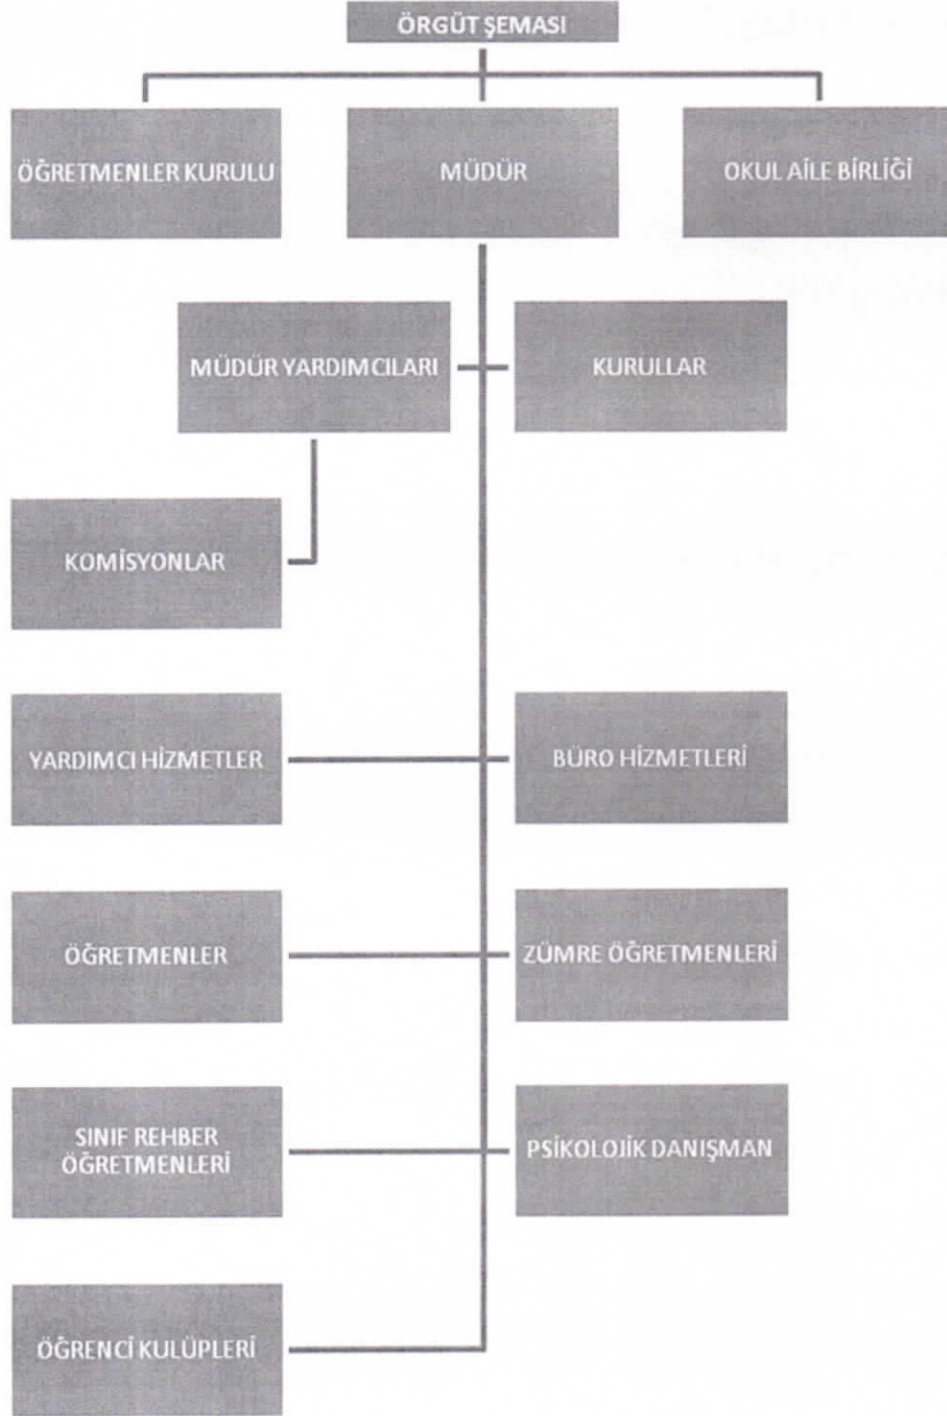 ÖRGÜT ŞEMASI
ÖĞRETMENLER KURULU
MÜDÜR
OKUL AİLE BİRLİĞİ
MÜDÜR YARDIMCILARI
KURULLAR
KOMİSYONLAR
YARDIMCI HİZMETLER
BÜRO HİZMETLERİ
ÖĞRETMENLER
ZÜMRE ÖĞRETMENLERİ
SINIF REHBER
ÖĞRETMENLERİ
PSİKOLOJİK DANIŞMAN
ÖĞRENCİ KULÜPLERİ